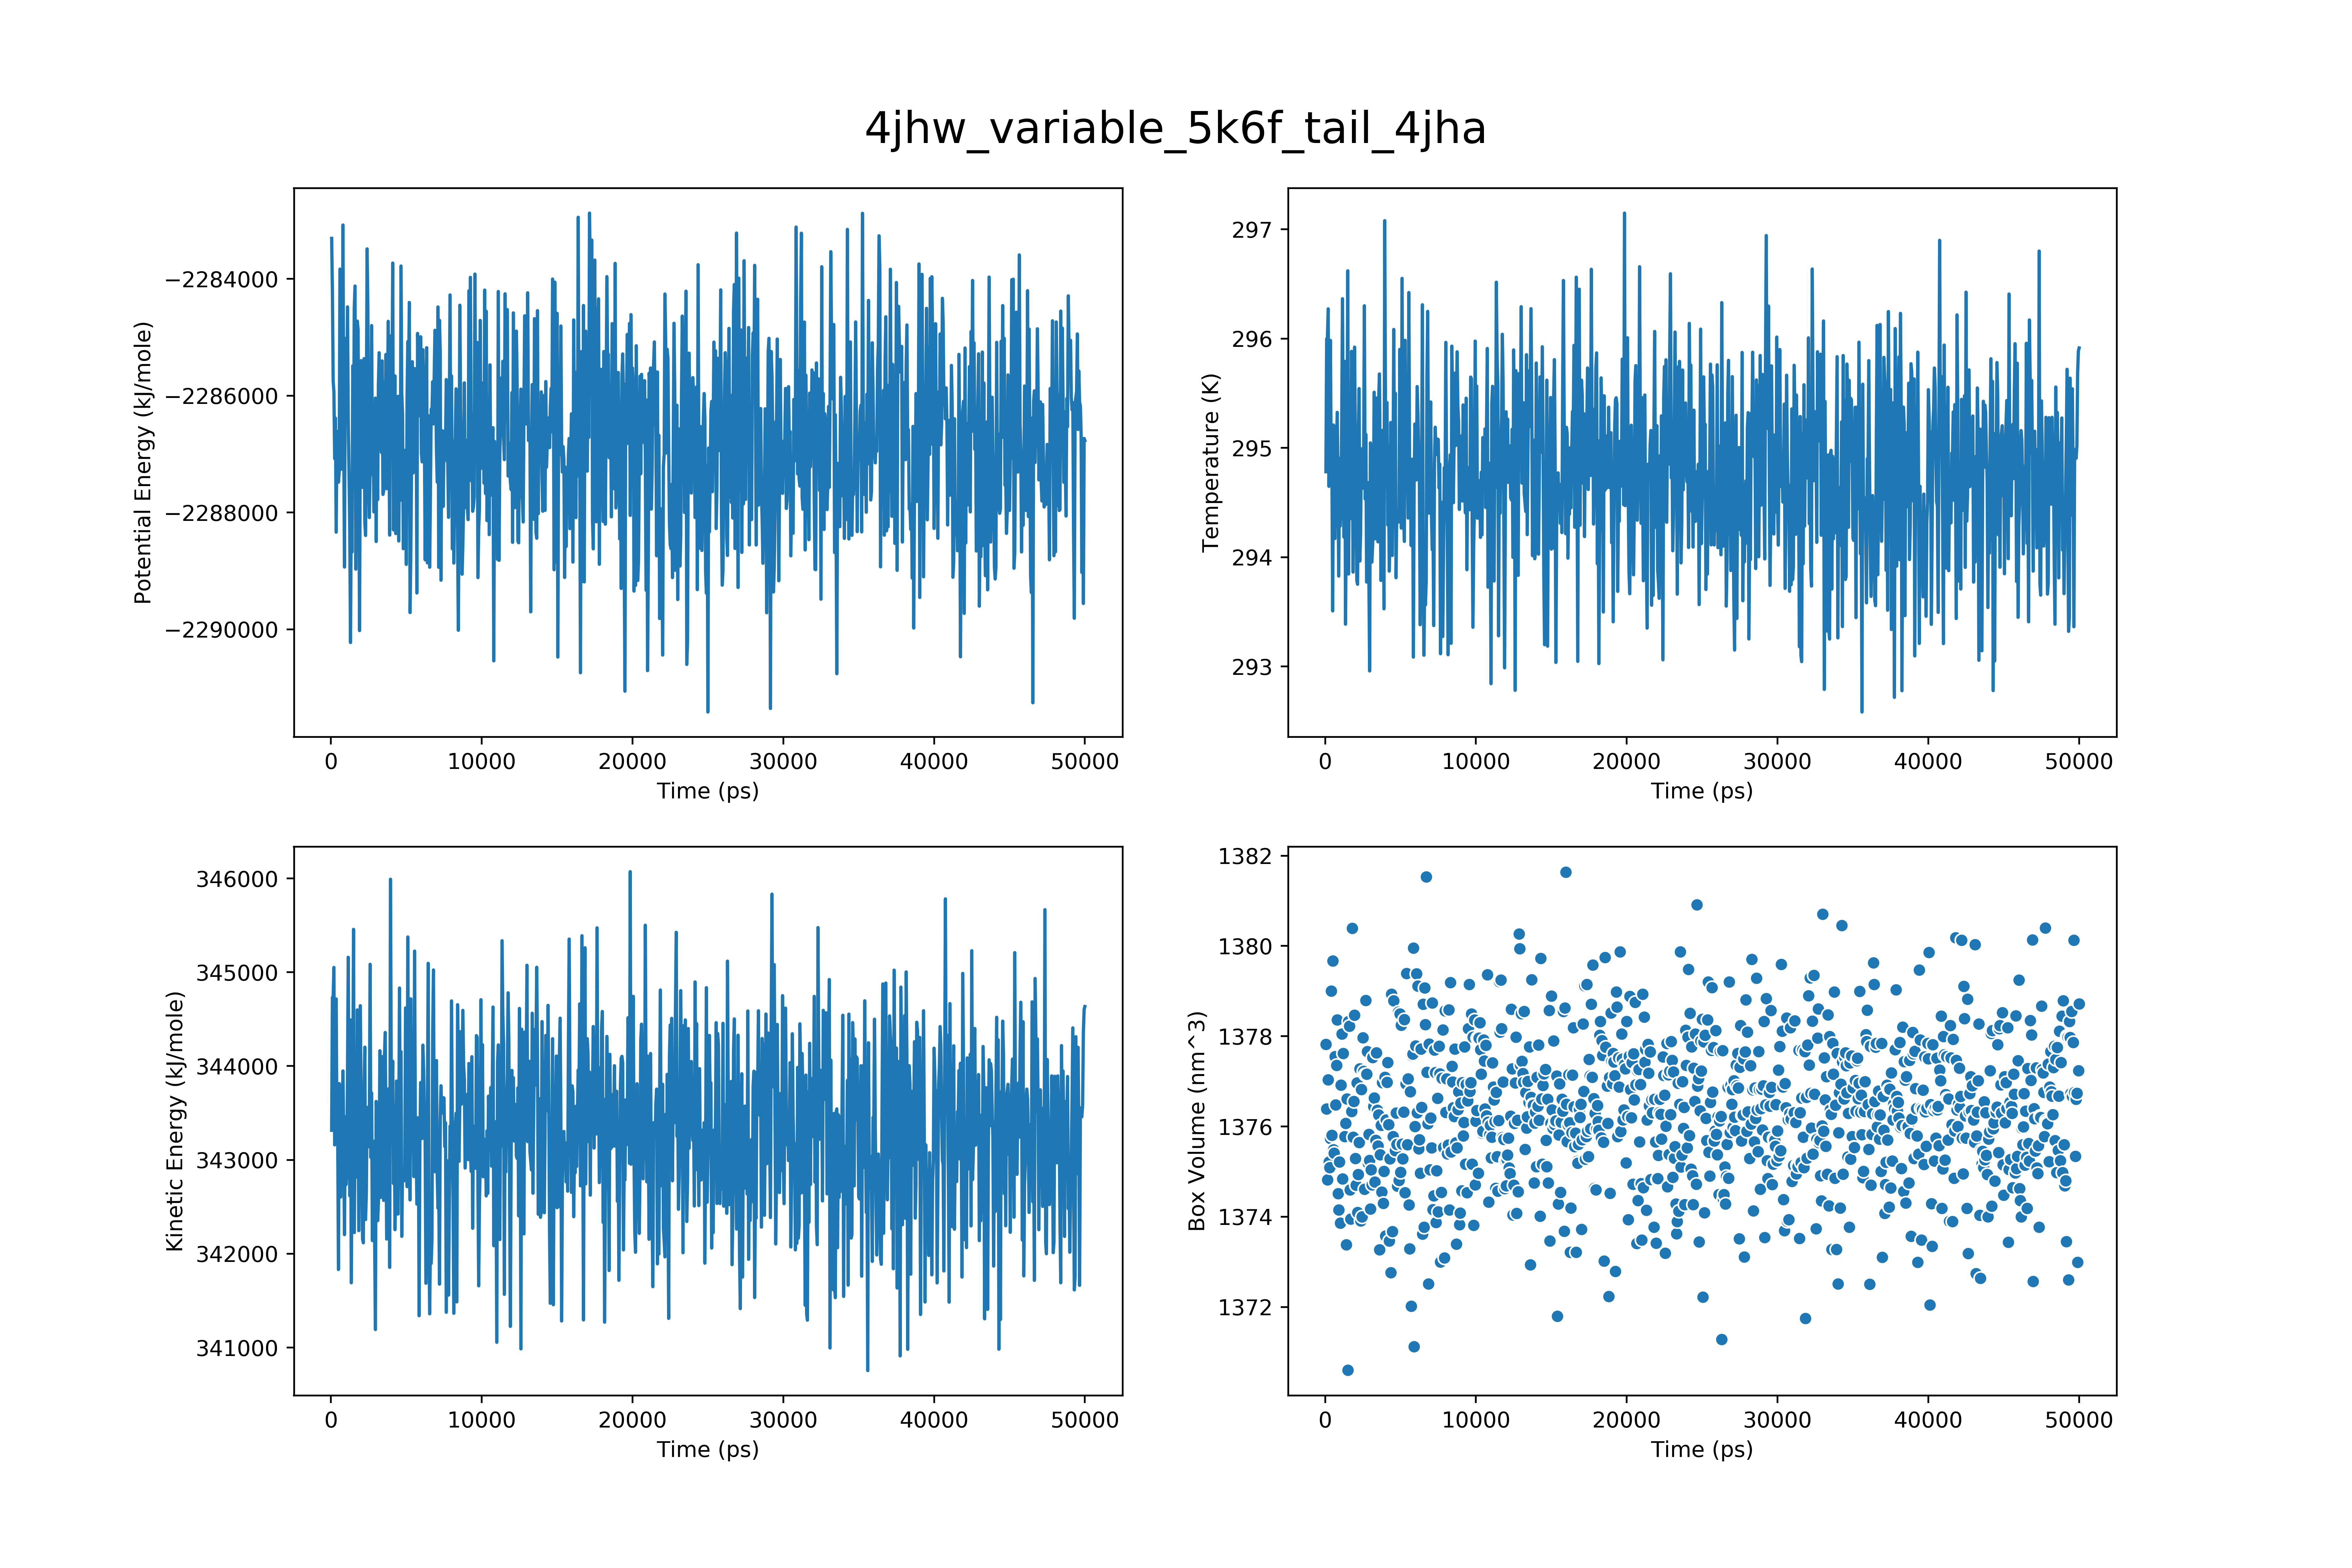 4jhw_variable_5k6f_tail_4jha
Potential Energy (kJ/mole)
−2284000
−2286000
−2288000
−2290000
0 10000 20000 30000 40000 50000
Time (ps)
Temperature (K)
297
296
295
294
293
0 10000 20000 30000 40000 50000
Time (ps)
Kinetic Energy (kJ/mole)
346000
345000
344000
343000
342000
341000
0 10000 20000 30000 40000 50000
Time (ps)
Box Volume (nm^3)
1382
1380
1378
1376
1374
1372
0 10000 20000 30000 40000 50000
Time (ps)